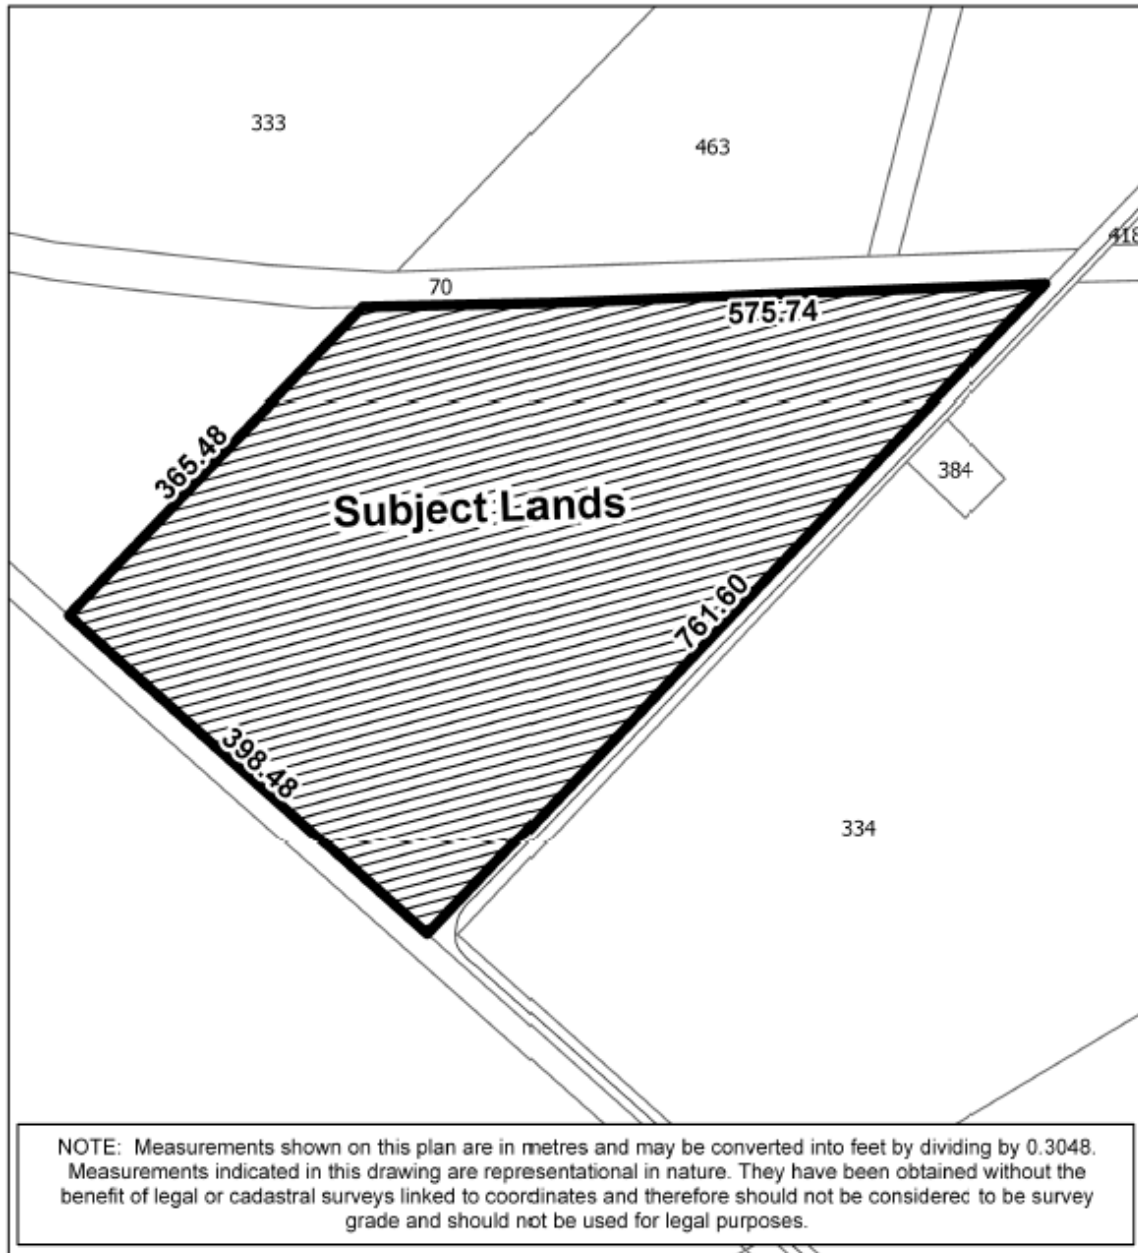 333
463
418
70
575.74
365.48
384
Subject Lands
761.60
398.48
334
NOTE: Measurements shown on this plan are in metres and may be converted into feet by dividing by 0.3048.
Measurements indicated in this drawing are representational in nature. They have been obtained without the
benefit of legal or cadastral surveys linked to coordinates and therefore should not be considered to be survey
grade and should not be used for legal purposes.